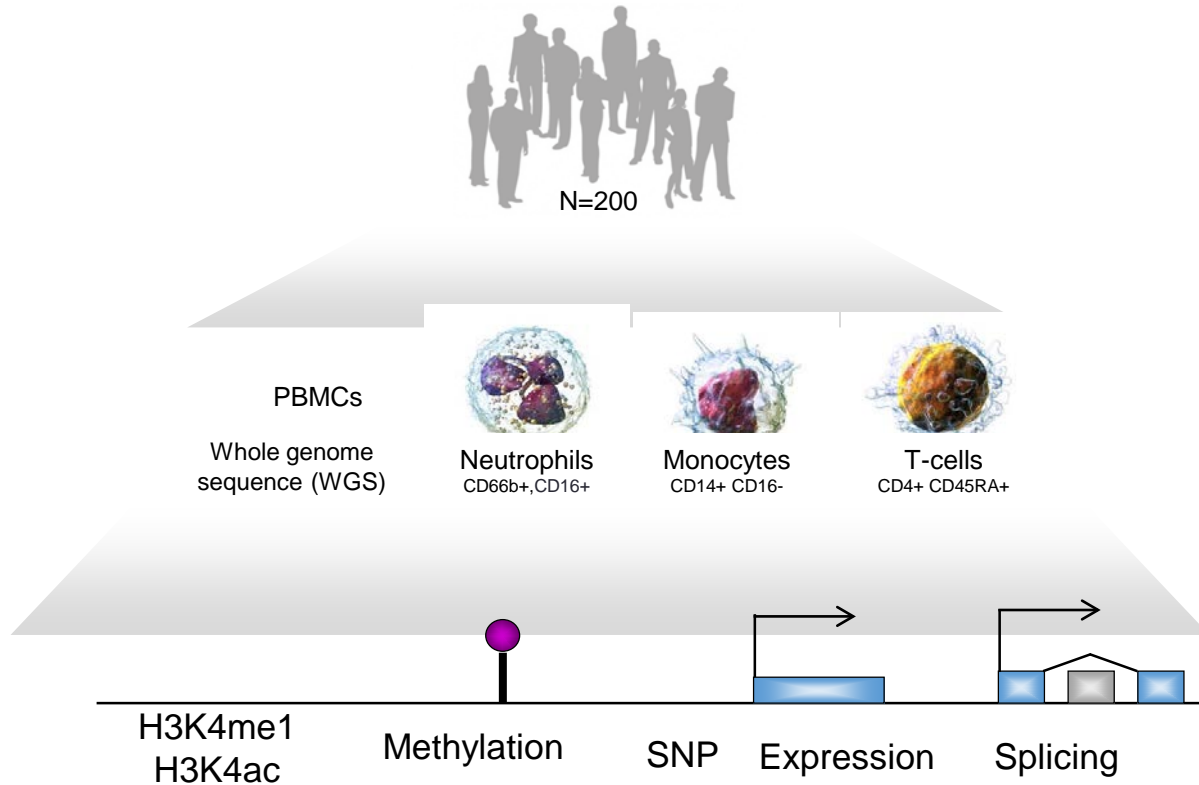 N=200
PBMCs
Whole genome
sequence (WGS)
Neutrophils
CD66b+,CD16+
Monocytes
CD14+ CD16-
T-cells
CD4+ CD45RA+
H3K4me1
H3K4ac
Methylation
SNP
Expression
Splicing